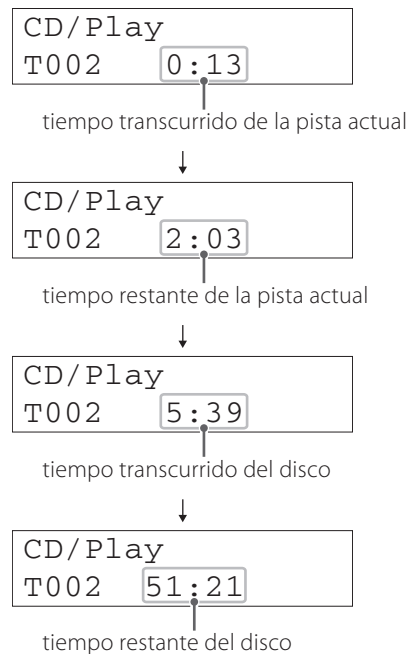 CD/Play
T002 0:13
tiempo transcurrido de la pista actual
↓
CD/Play
T002 2:03
tiempo restante de la pista actual
↓
CD/Play
T002 5:39
tiempo transcurrido del disco
↓
CD/Play
T002 51:21
tiempo restante del disco